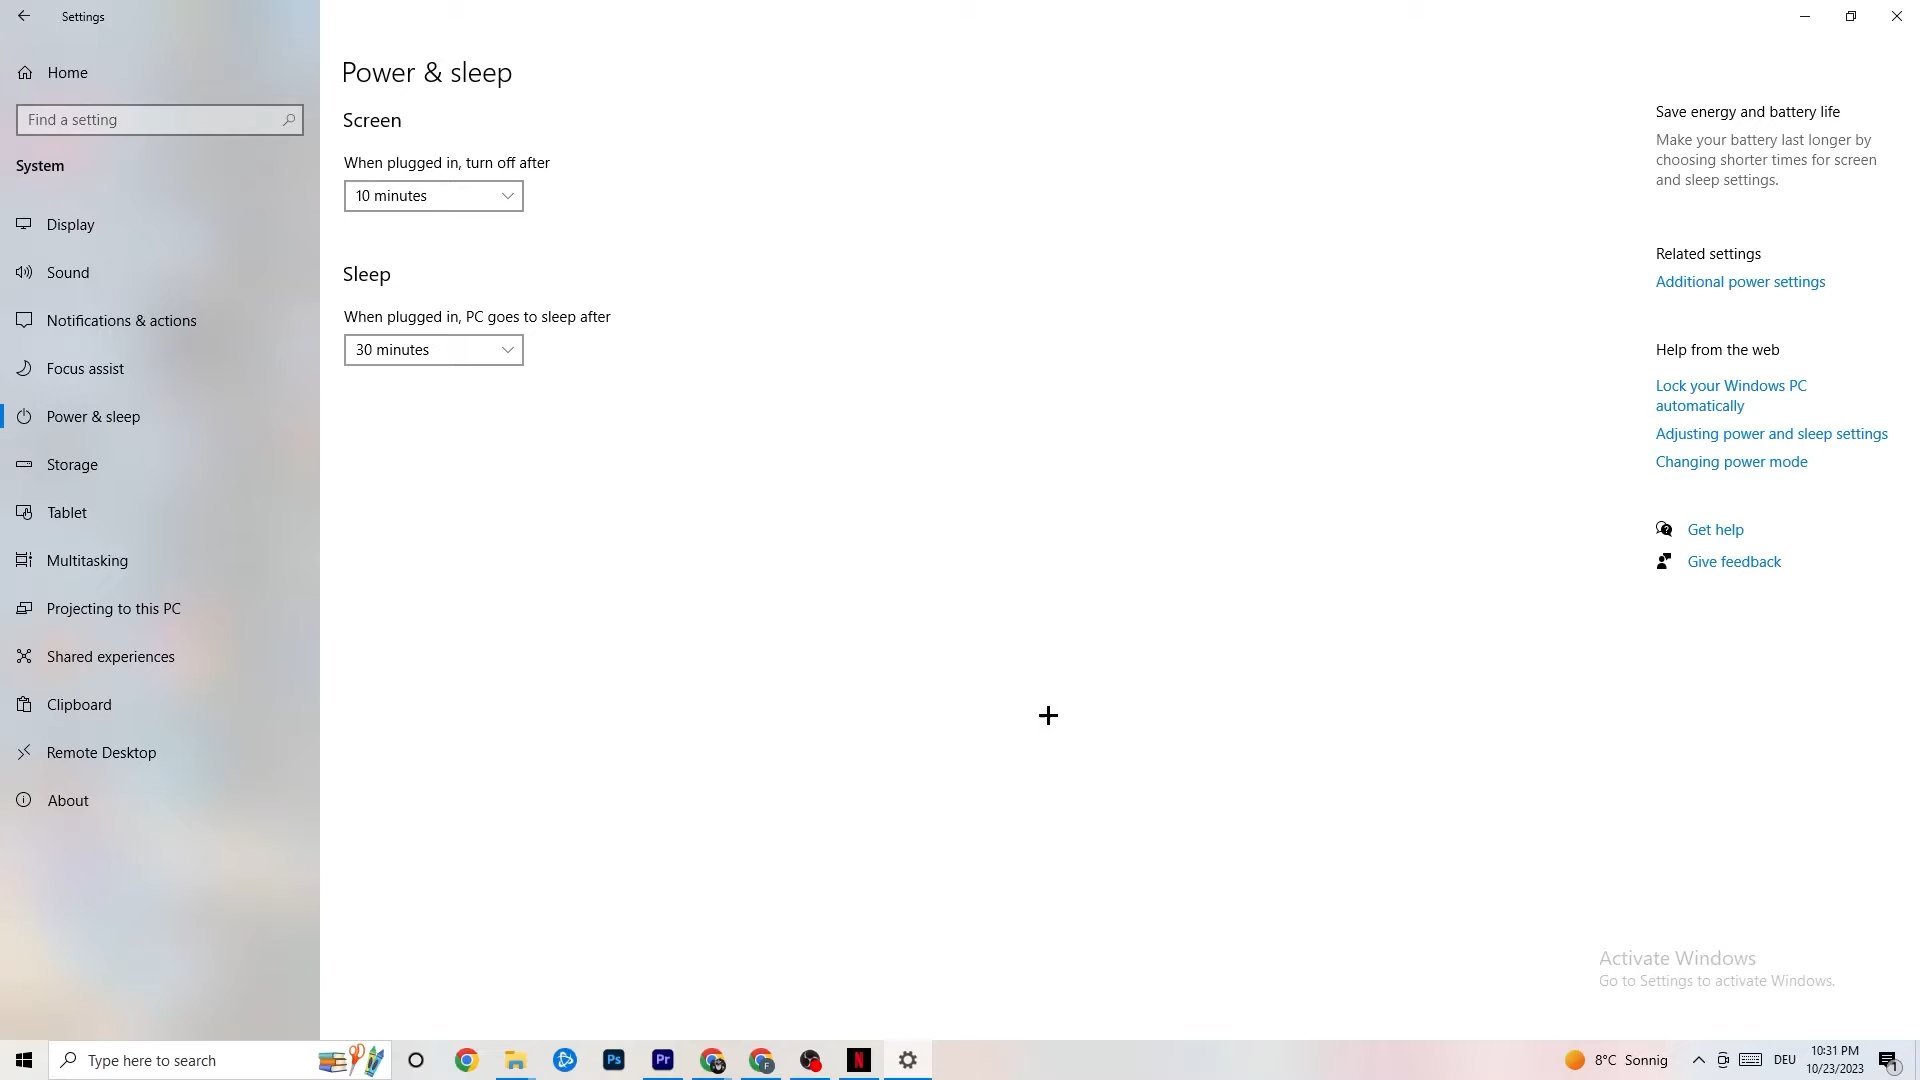 Settings
Home
Find a setting
System
Display
Sound
Notifications & actions
Focus assist
Power & sleep
Storage
Tablet
Multitasking
Projecting to this PC
Shared experiences
Clipboard
Remote Desktop
About
Power & sleep
Screen
When plugged in, turn off after
10 minutes
Sleep
When plugged in, PC goes to sleep after
30 minutes
Save energy and battery life
Make your battery last longer by
choosing shorter times for screen
and sleep settings.
Related settings
Additional power settings
Help from the web
Lock your Windows PC
automatically
Adjusting power and sleep settings
Changing power mode
Get help
Give feedback
Activate Windows
Go to Settings to activate Windows.
Type here to search
Ps
Pr
F
N
8°C Sonnig
DEU
10:31 PM
10/23/2023
1